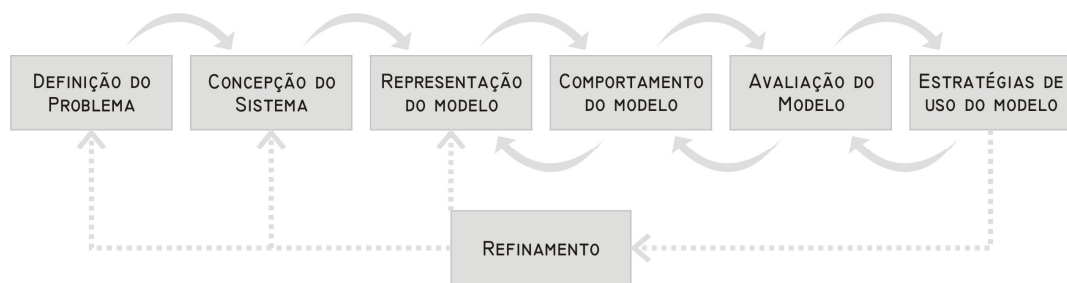 Definição do
Problema
Concepção do
Sistema
Representação
do modelo
Comportamento
do modelo
Avaliação do
Modelo
Estratégias de
uso do modelo
Refinamento